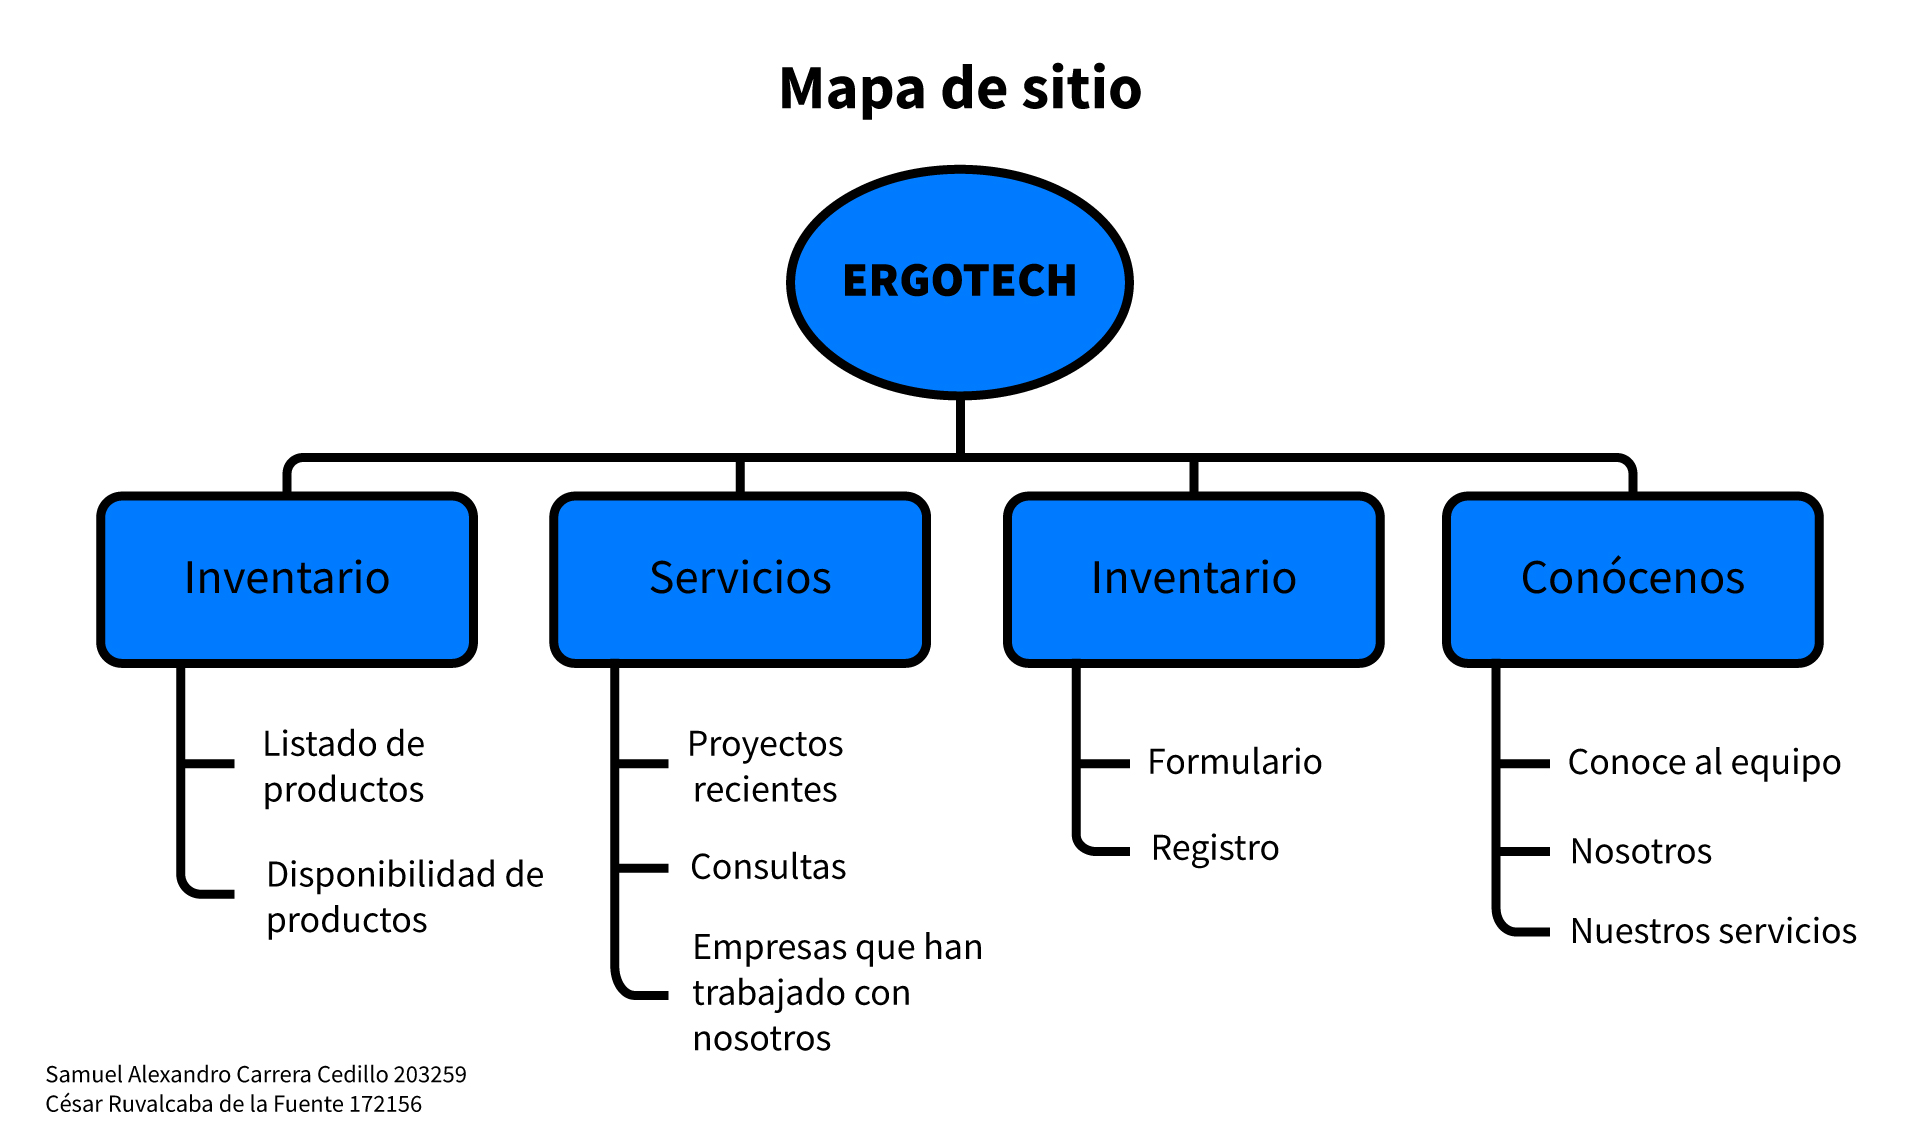 Mapa de sitio
ERGOTECH
Inventario
Servicios
Inventario
Conócenos
Listado de
productos
Disponibilidad de
productos
Proyectos
recientes
Consultas
Empresas que han
trabajado con
nosotros
Formulario
Registro
Conoce al equipo
Nosotros
Nuestros servicios
Samuel Alexandro Carrera Cedillo 203259
César Ruvalcaba de la Fuente 172156